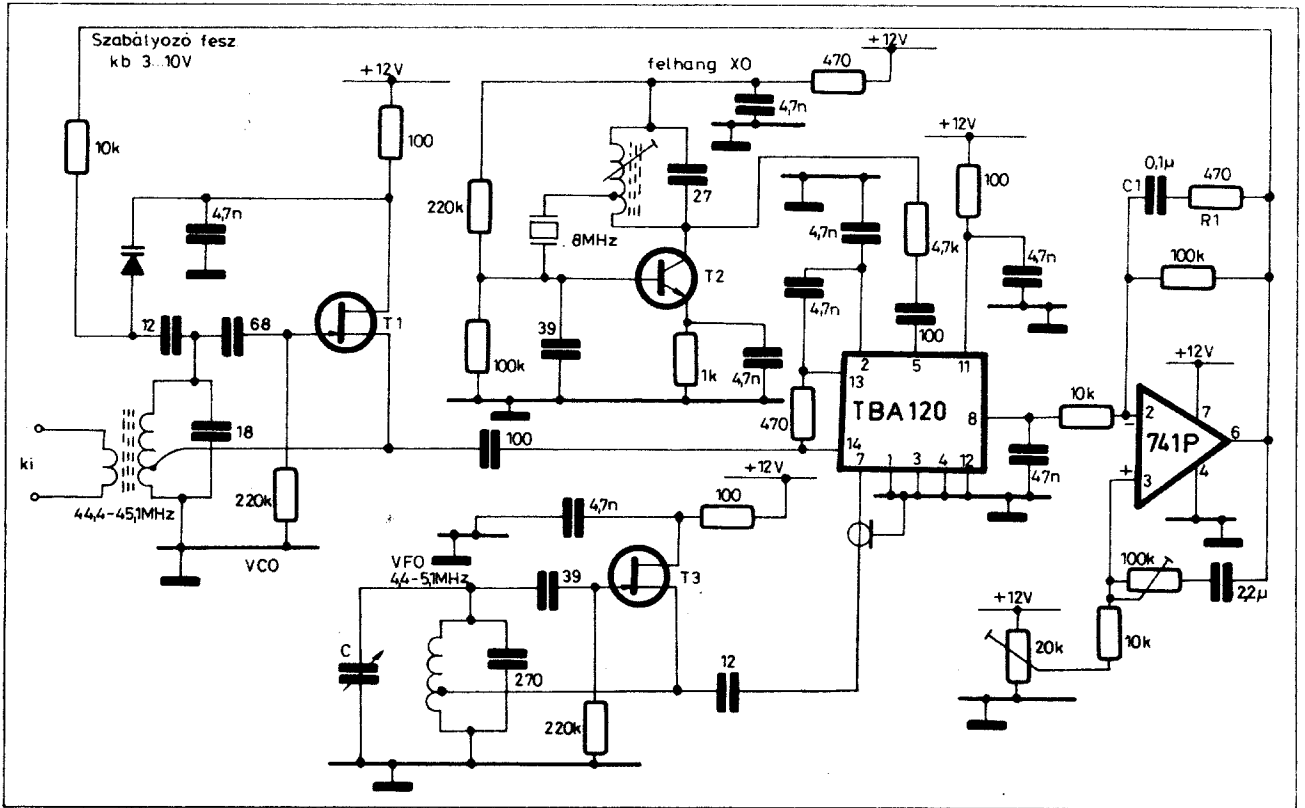 Szabályozó fesz
kb 3...10V
+12V
10k
100
4,7n
12
68
T1
ki
18
220k
44,4-45,1MHz
VCO
felhang XO
470
+12V
4,7n
220k
27
8MHz
T2
100k
39
1k
4,7n
100
4,7n
4,7n
4,7k
100
470
+12V
100
4,7n
2
5
11
13
TBA120
8
14
7
1
3
4
12
10k
47n
0,1µ
C1
470
R1
100k
+12V
2
-
7
741P
6
+
3
4
100k
2,2µ
+12V
20k
10k
4,7n
+12V
100
VFO
4,4-5,1MHz
39
T3
C
270
12
220k